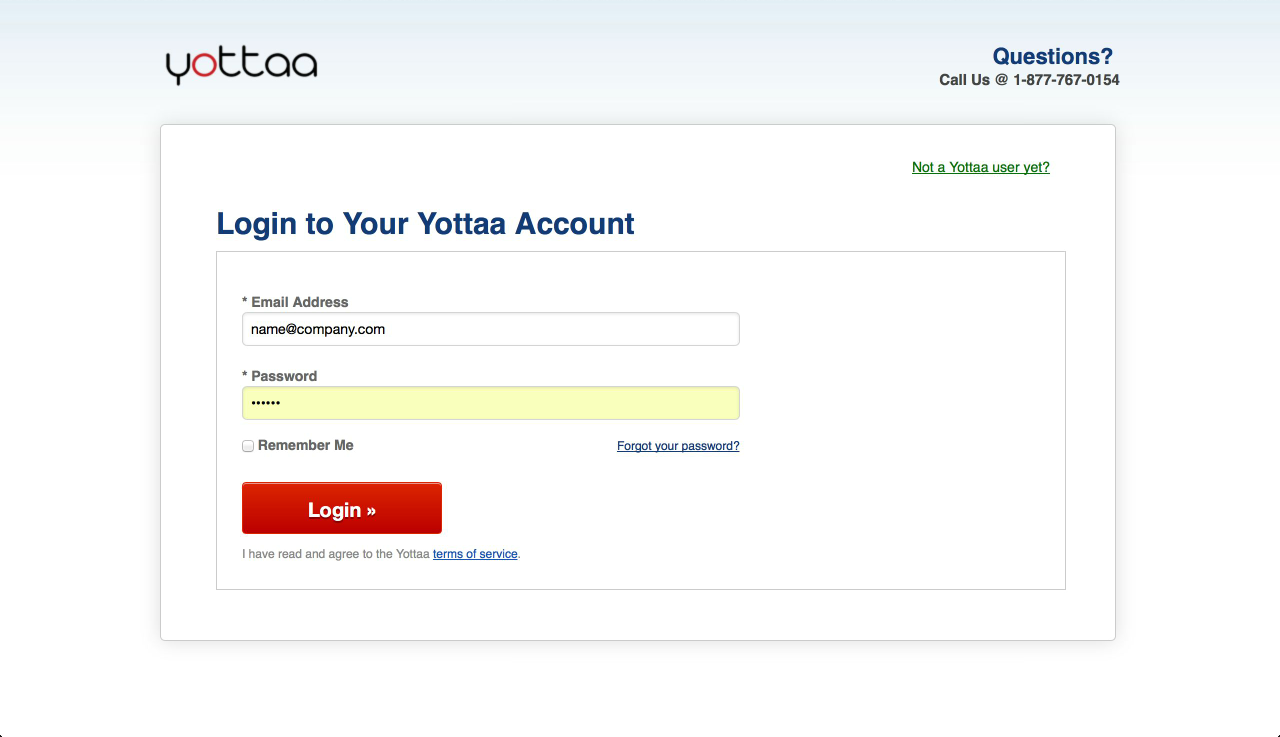 yottaa
Questions?
Call Us @ 1-877-767-0154
Not a Yottaa user yet?
Login to Your Yottaa Account
* Email Address
name@company.com
* Password
••••••
Remember Me
Forgot your password?
Login »
I have read and agree to the Yottaa terms of service.